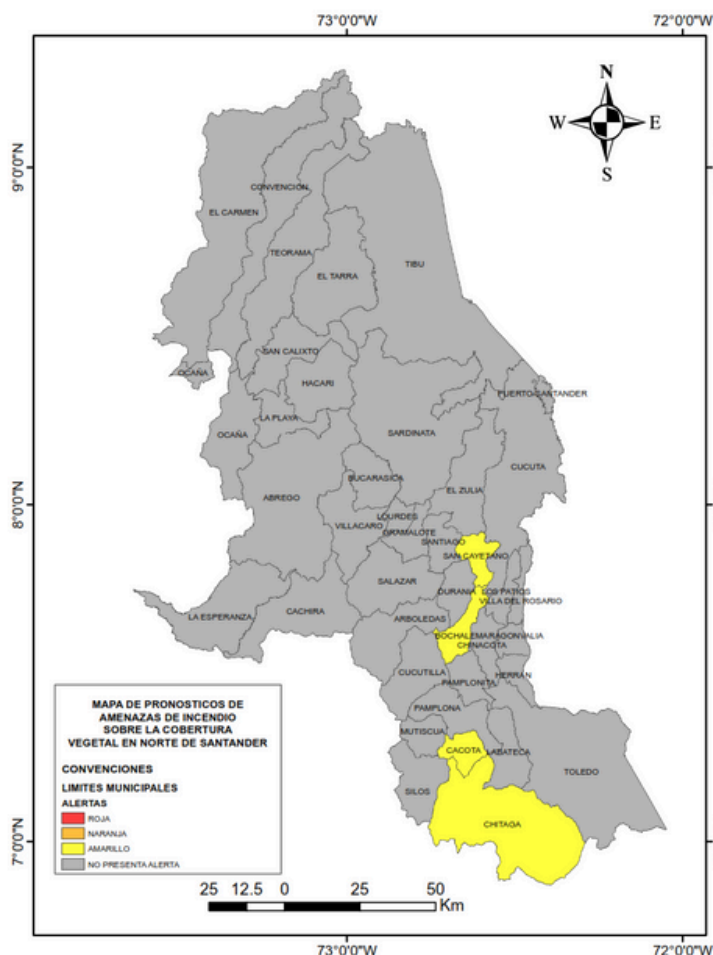 73°0'0"W
72°0'0"W
N
W
E
S
9°0'0"N
CONVENCIÓN
EL CARMEN
TEORAMA
TIBU
EL TARRA
SAN CALIXTO
OCAÑA
HACARI
PUERTO SANTANDER
LA PLAYA
OCAÑA
SARDINATA
CUCUTA
BUCARASICA
EL ZULIA
ABREGO
8°0'0"N
LOURDES
VILLACARO
GRAMALOTE
SANTIAGO
SAN CAYETANO
SALAZAR
DURANIA
LOS PATIOS
VILLA DEL ROSARIO
CACHIRA
LA ESPERANZA
ARBOLEDAS
BOCHALEMA
RAGONVALIA
CHINACOTA
CUCUTILLA
HERRAN
PAMPLONITA
PAMPLONA
MUTISCUA
CACOTA
LABATECA
TOLEDO
SILOS
CHITAGA
7°0'0"N
MAPA DE PRONOSTICOS DE
AMENAZAS DE INCENDIO
SOBRE LA COBERTURA
VEGETAL EN NORTE DE SANTANDER
CONVENCIONES
LIMITES MUNICIPALES
ALERTAS
ROJA
NARANJA
AMARILLO
NO PRESENTA ALERTA
25 12.5 0 25 50
Km
73°0'0"W
72°0'0"W